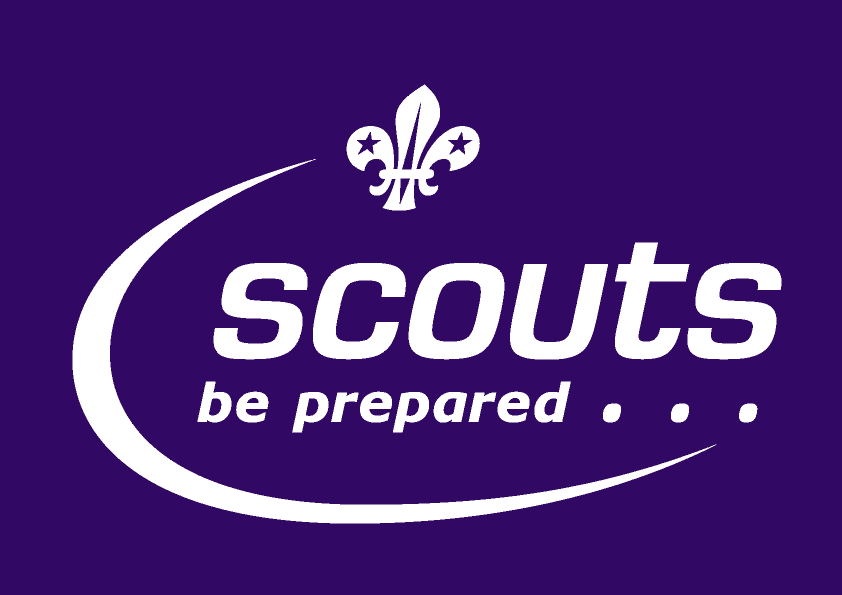 scouts
be prepared . . .